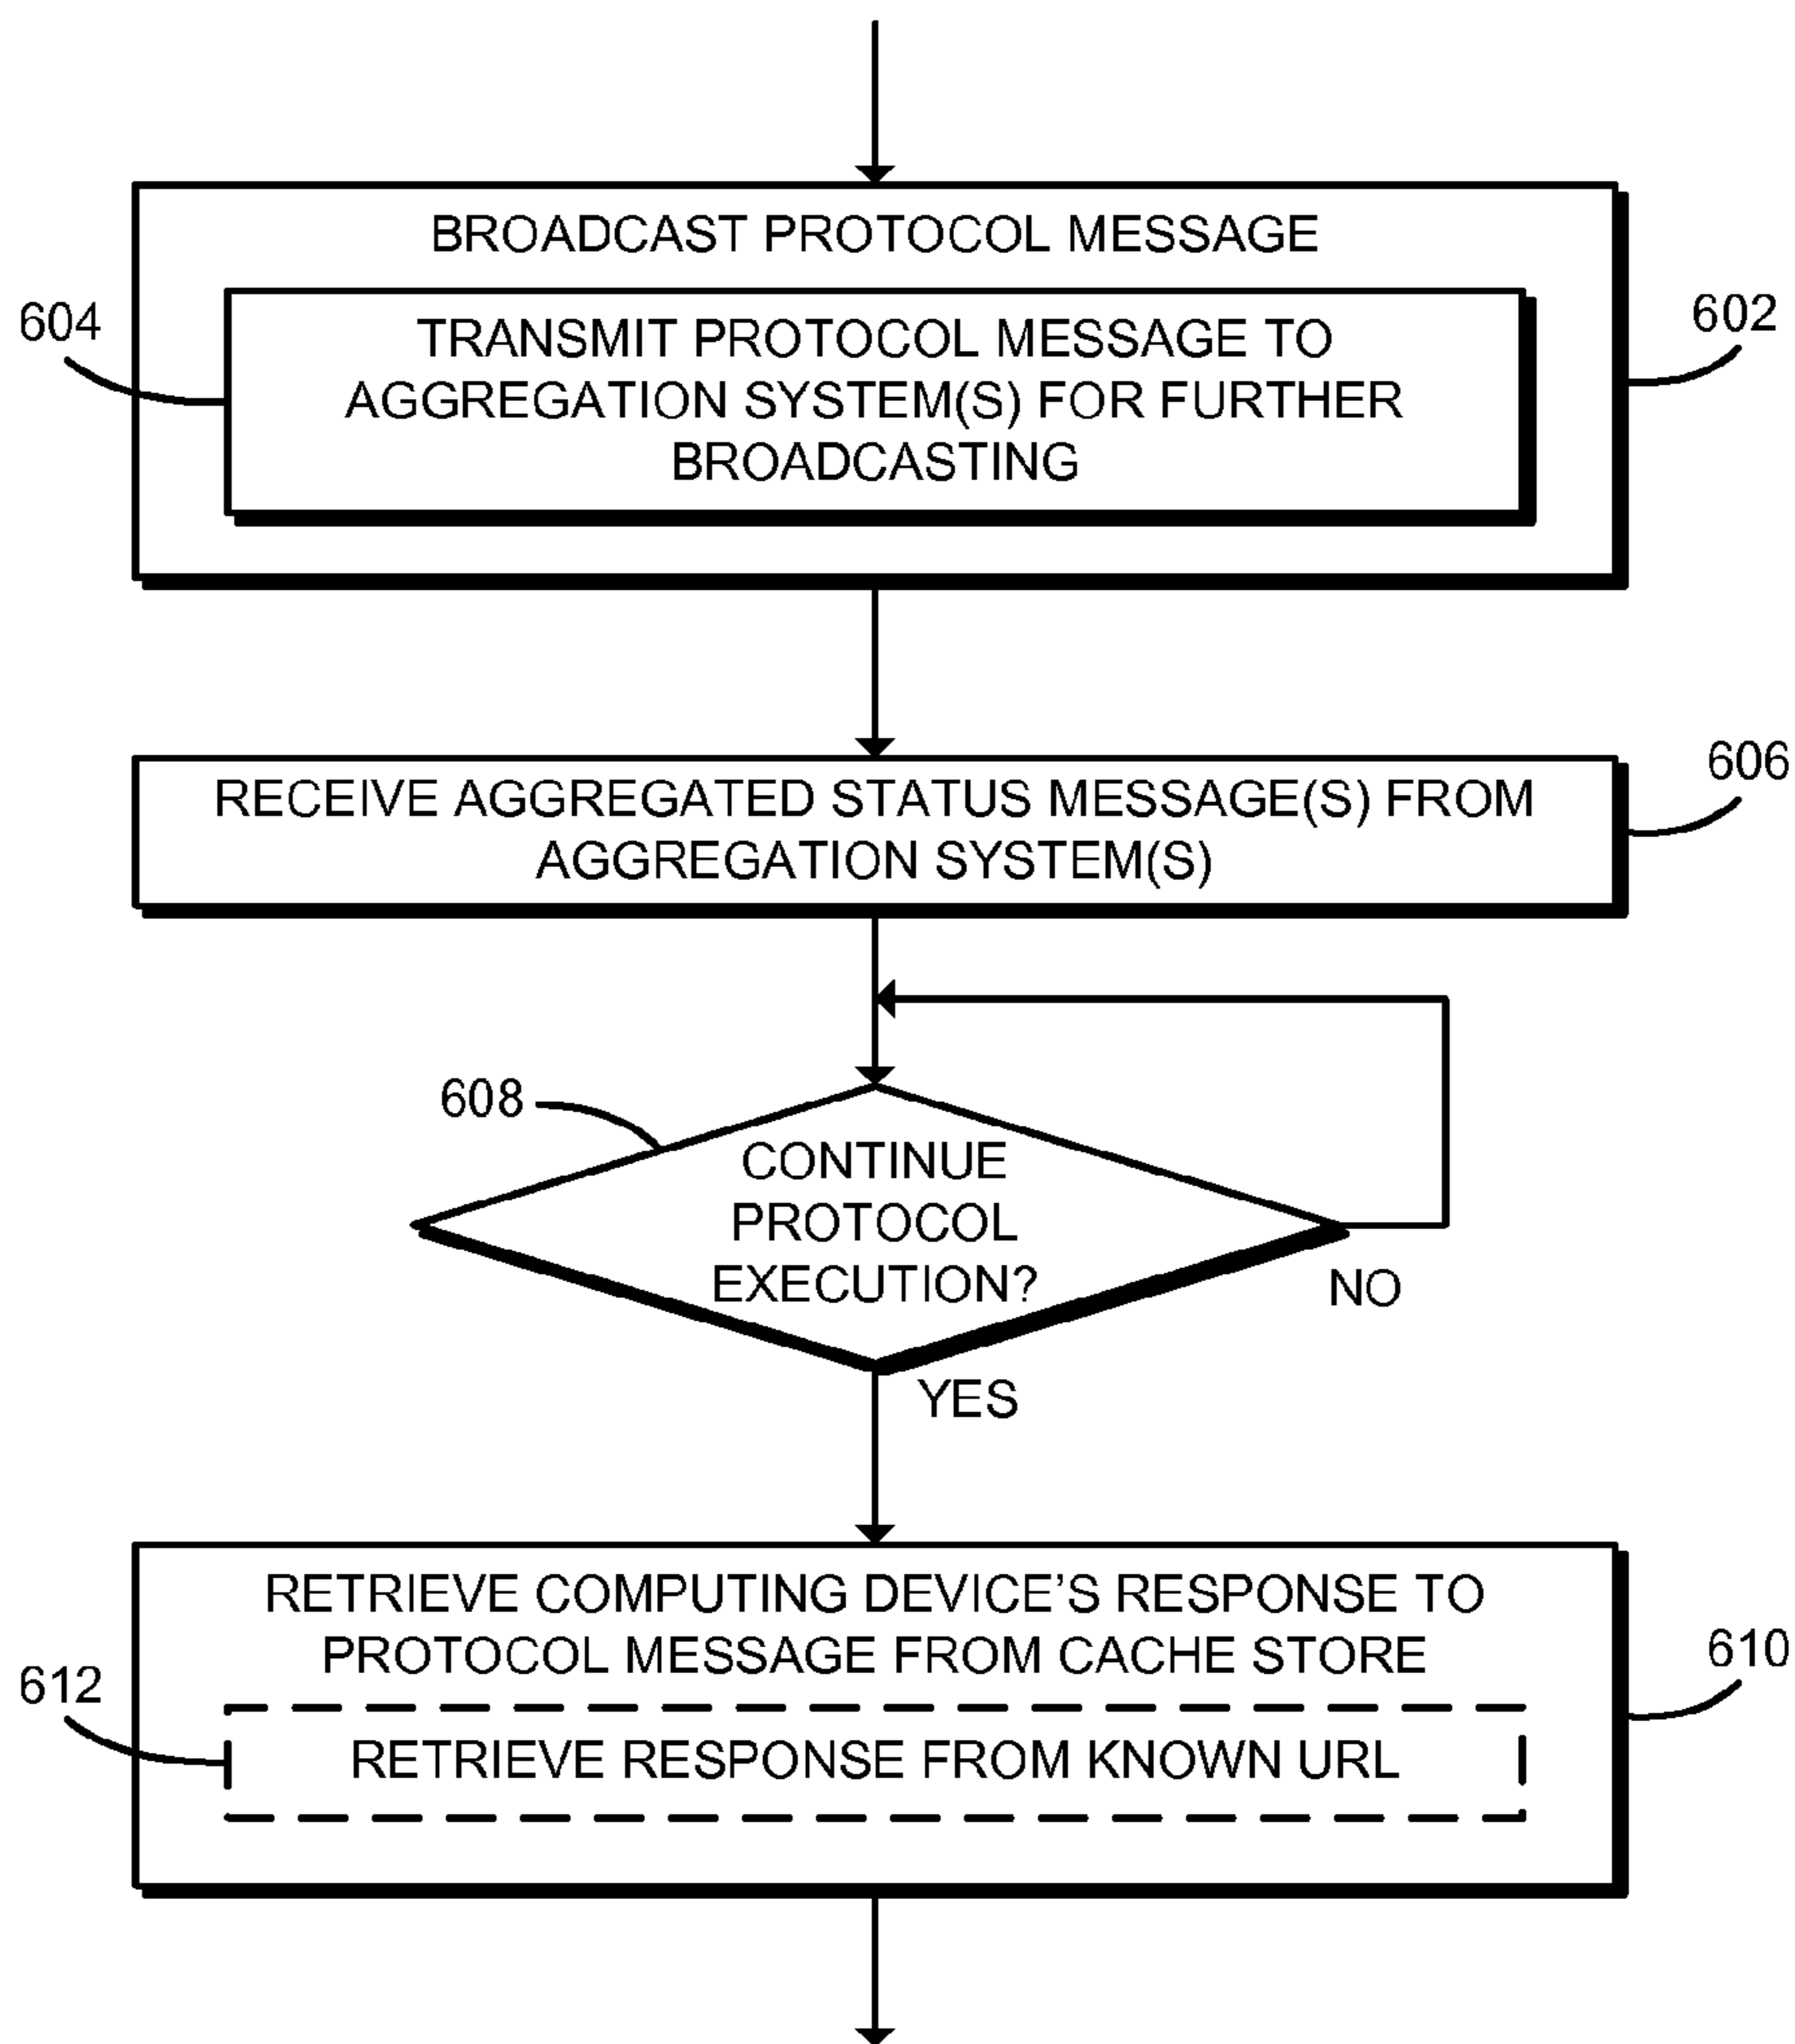 BROADCAST PROTOCOL MESSAGE
604
602
TRANSMIT PROTOCOL MESSAGE TO
AGGREGATION SYSTEM(S) FOR FURTHER
BROADCASTING
606
RECEIVE AGGREGATED STATUS MESSAGE(S) FROM
AGGREGATION SYSTEM(S)
608
CONTINUE
PROTOCOL
EXECUTION?
NO
YES
RETRIEVE COMPUTING DEVICE'S RESPONSE TO
PROTOCOL MESSAGE FROM CACHE STORE
610
612
RETRIEVE RESPONSE FROM KNOWN URL